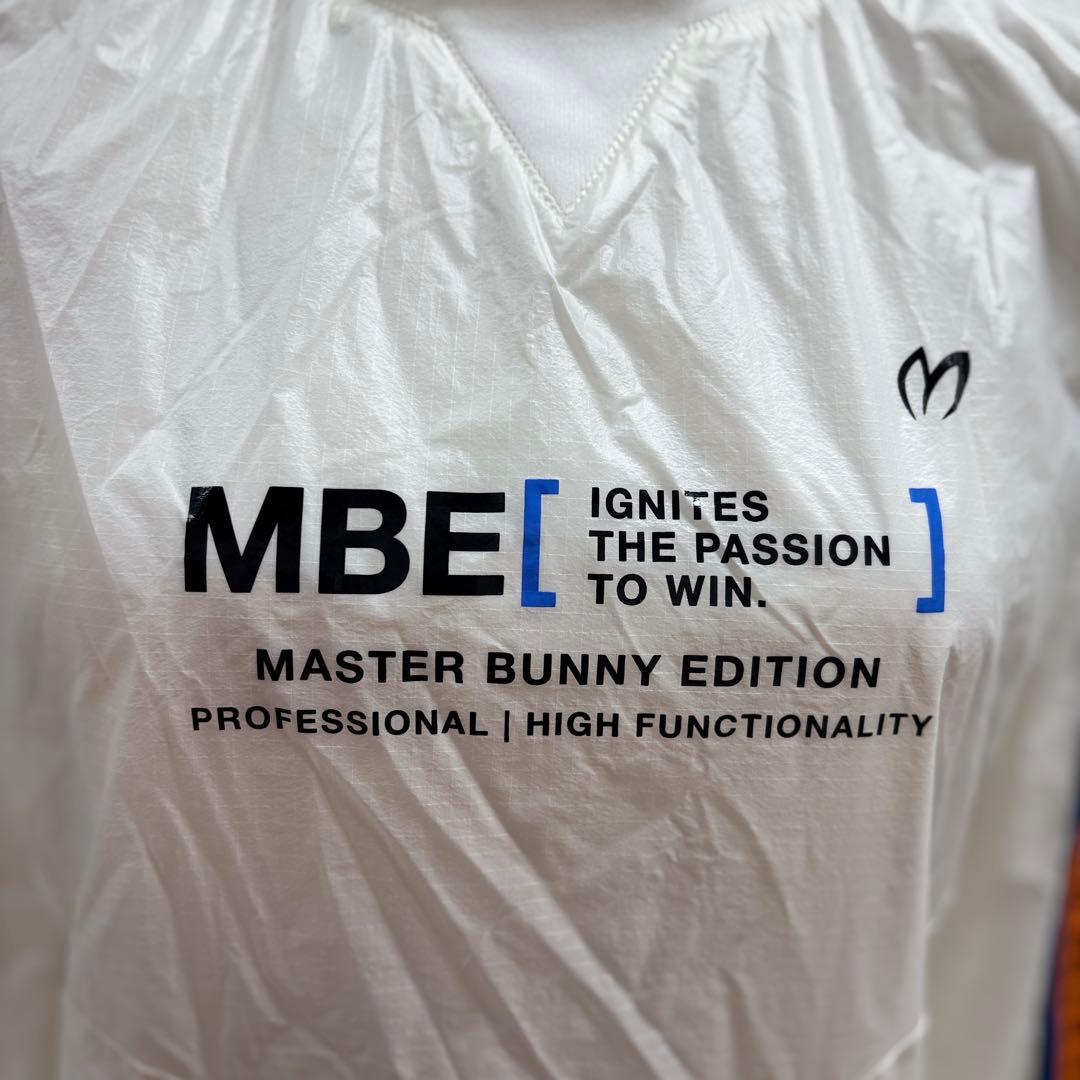 MBE[ IGNITES
THE PASSION
TO WIN. ]
MASTER BUNNY EDITION
PROFESSIONAL | HIGH FUNCTIONALITY